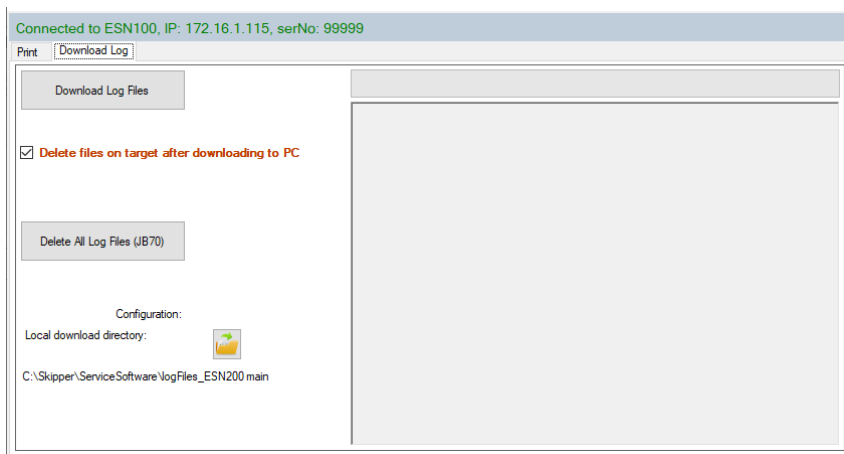 Connected to ESN100, IP: 172.16.1.115, serNo: 99999
Print Download Log
Download Log Files
Delete files on target after downloading to PC
Delete All Log Files (JB70)
Configuration:
Local download directory:
C:\Skipper\ServiceSoftware\logFiles_ESN200 main